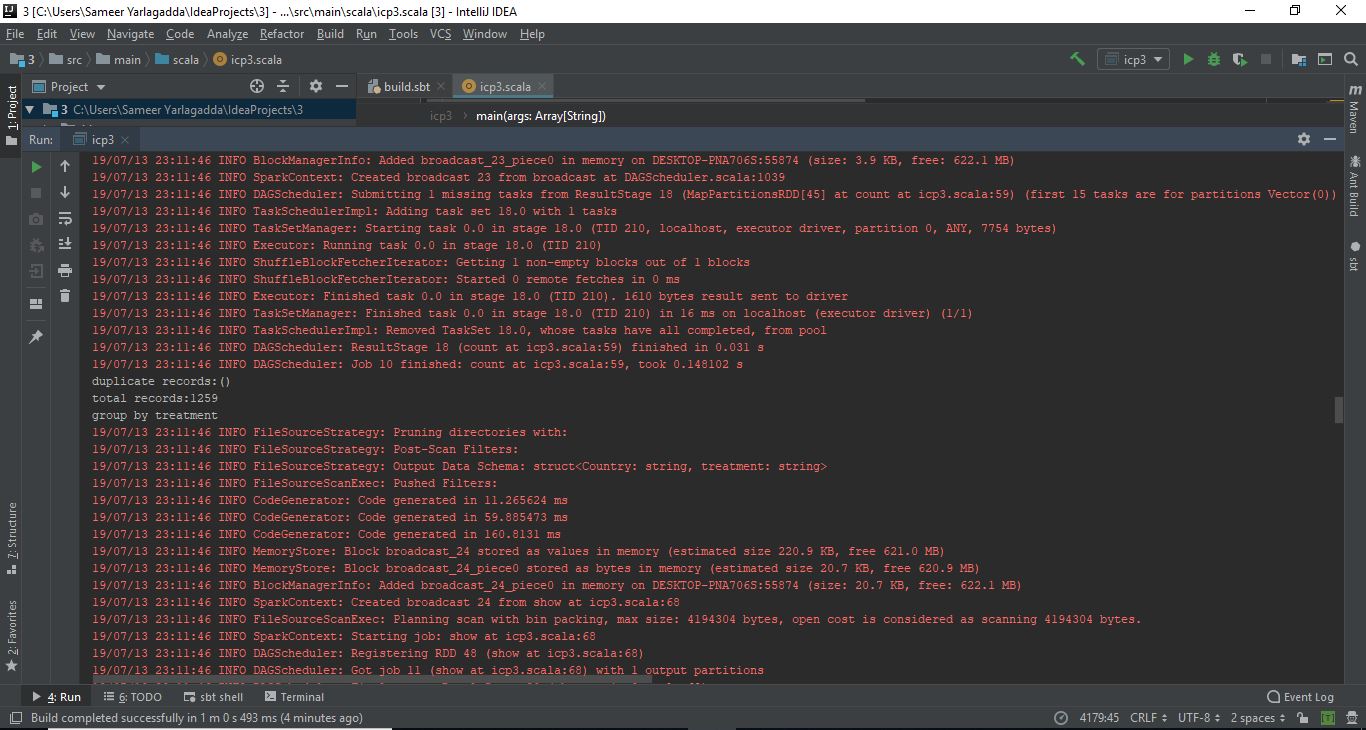 3 [C:\Users\Sameer Yarlagadda\IdeaProjects\3] - ...\src\main\scala\icp3.scala [3] - IntelliJ IDEA
File Edit View Navigate Code Analyze Refactor Build Run Tools VCS Window Help
3 src main scala icp3.scala
icp3
Project
build.sbt
icp3.scala
3 C:\Users\Sameer Yarlagadda\IdeaProjects\3
icp3 main(args: Array[String])
Run: icp3
19/07/13 23:11:46 INFO BlockManagerInfo: Added broadcast_23_piece0 in memory on DESKTOP-PNA706S:55874 (size: 3.9 KB, free: 622.1 MB)
19/07/13 23:11:46 INFO SparkContext: Created broadcast 23 from broadcast at DAGScheduler.scala:1039
19/07/13 23:11:46 INFO DAGScheduler: Submitting 1 missing tasks from ResultStage 18 (MapPartitionsRDD[45] at count at icp3.scala:59) (first 15 tasks are for partitions Vector(0))
19/07/13 23:11:46 INFO TaskSchedulerImpl: Adding task set 18.0 with 1 tasks
19/07/13 23:11:46 INFO TaskSetManager: Starting task 0.0 in stage 18.0 (TID 210, localhost, executor driver, partition 0, ANY, 7754 bytes)
19/07/13 23:11:46 INFO Executor: Running task 0.0 in stage 18.0 (TID 210)
19/07/13 23:11:46 INFO ShuffleBlockFetcherIterator: Getting 1 non-empty blocks out of 1 blocks
19/07/13 23:11:46 INFO ShuffleBlockFetcherIterator: Started 0 remote fetches in 0 ms
19/07/13 23:11:46 INFO Executor: Finished task 0.0 in stage 18.0 (TID 210). 1610 bytes result sent to driver
19/07/13 23:11:46 INFO TaskSetManager: Finished task 0.0 in stage 18.0 (TID 210) in 16 ms on localhost (executor driver) (1/1)
19/07/13 23:11:46 INFO TaskSchedulerImpl: Removed TaskSet 18.0, whose tasks have all completed, from pool
19/07/13 23:11:46 INFO DAGScheduler: ResultStage 18 (count at icp3.scala:59) finished in 0.031 s
19/07/13 23:11:46 INFO DAGScheduler: Job 10 finished: count at icp3.scala:59, took 0.148102 s
duplicate records:()
total records:1259
group by treatment
19/07/13 23:11:46 INFO FileSourceStrategy: Pruning directories with:
19/07/13 23:11:46 INFO FileSourceStrategy: Post-Scan Filters:
19/07/13 23:11:46 INFO FileSourceStrategy: Output Data Schema: struct<Country: string, treatment: string>
19/07/13 23:11:46 INFO FileSourceScanExec: Pushed Filters:
19/07/13 23:11:46 INFO CodeGenerator: Code generated in 11.265624 ms
19/07/13 23:11:46 INFO CodeGenerator: Code generated in 59.885473 ms
19/07/13 23:11:46 INFO CodeGenerator: Code generated in 160.8131 ms
19/07/13 23:11:46 INFO MemoryStore: Block broadcast_24 stored as values in memory (estimated size 220.9 KB, free 621.0 MB)
19/07/13 23:11:46 INFO MemoryStore: Block broadcast_24_piece0 stored as bytes in memory (estimated size 20.7 KB, free 620.9 MB)
19/07/13 23:11:46 INFO BlockManagerInfo: Added broadcast_24_piece0 in memory on DESKTOP-PNA706S:55874 (size: 20.7 KB, free: 622.1 MB)
19/07/13 23:11:46 INFO SparkContext: Created broadcast 24 from show at icp3.scala:68
19/07/13 23:11:46 INFO FileSourceScanExec: Planning scan with bin packing, max size: 4194304 bytes, open cost is considered as scanning 4194304 bytes.
19/07/13 23:11:46 INFO SparkContext: Starting job: show at icp3.scala:68
19/07/13 23:11:46 INFO DAGScheduler: Registering RDD 48 (show at icp3.scala:68)
19/07/13 23:11:46 INFO DAGScheduler: Got job 11 (show at icp3.scala:68) with 1 output partitions
1: Project
7: Structure
2: Favorites
m Maven
Ant Build
sbt
4: Run 6: TODO sbt shell Terminal Event Log
Build completed successfully in 1 m 0 s 493 ms (4 minutes ago) 4179:45 CRLF UTF-8 2 spaces